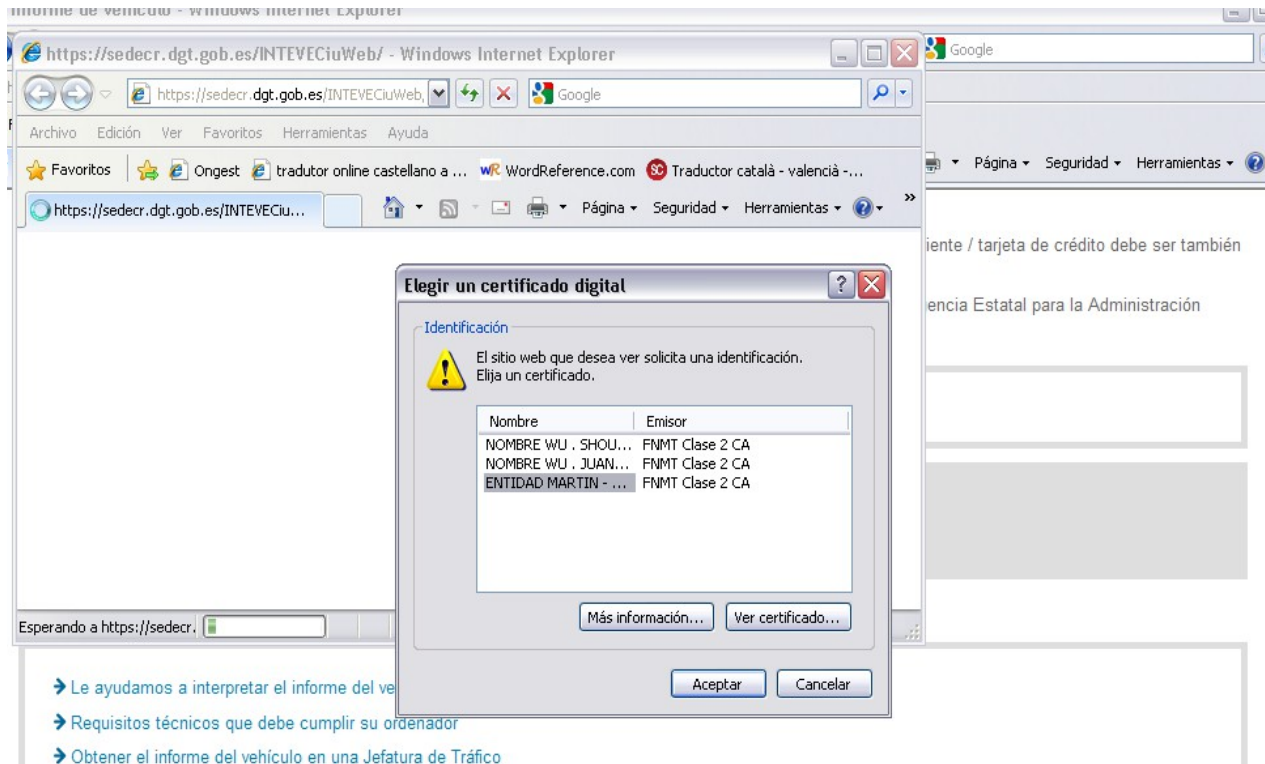 Informe de vehículo - Windows Internet Explorer
https://sedecr.dgt.gob.es/INTEVECiuWeb/ - Windows Internet Explorer
Google
https://sedecr.dgt.gob.es/INTEVECiuWeb,
Google
Archivo Edición Ver Favoritos Herramientas Ayuda
Favoritos Ongest tradutor online castellano a ... wR WordReference.com SC Traductor català - valencià -...
Página Seguridad Herramientas
https://sedecr.dgt.gob.es/INTEVECiu...
Página Seguridad Herramientas »
iente / tarjeta de crédito debe ser también
encia Estatal para la Administración
Elegir un certificado digital
Identificación
El sitio web que desea ver solicita una identificación.
Elija un certificado.
Nombre Emisor
NOMBRE WU . SHOU... FNMT Clase 2 CA
NOMBRE WU . JUAN... FNMT Clase 2 CA
ENTIDAD MARTIN - ... FNMT Clase 2 CA
Más información... Ver certificado...
Aceptar Cancelar
Esperando a https://sedecr.
Le ayudamos a interpretar el informe del ve
Requisitos técnicos que debe cumplir su ordenador
Obtener el informe del vehículo en una Jefatura de Tráfico